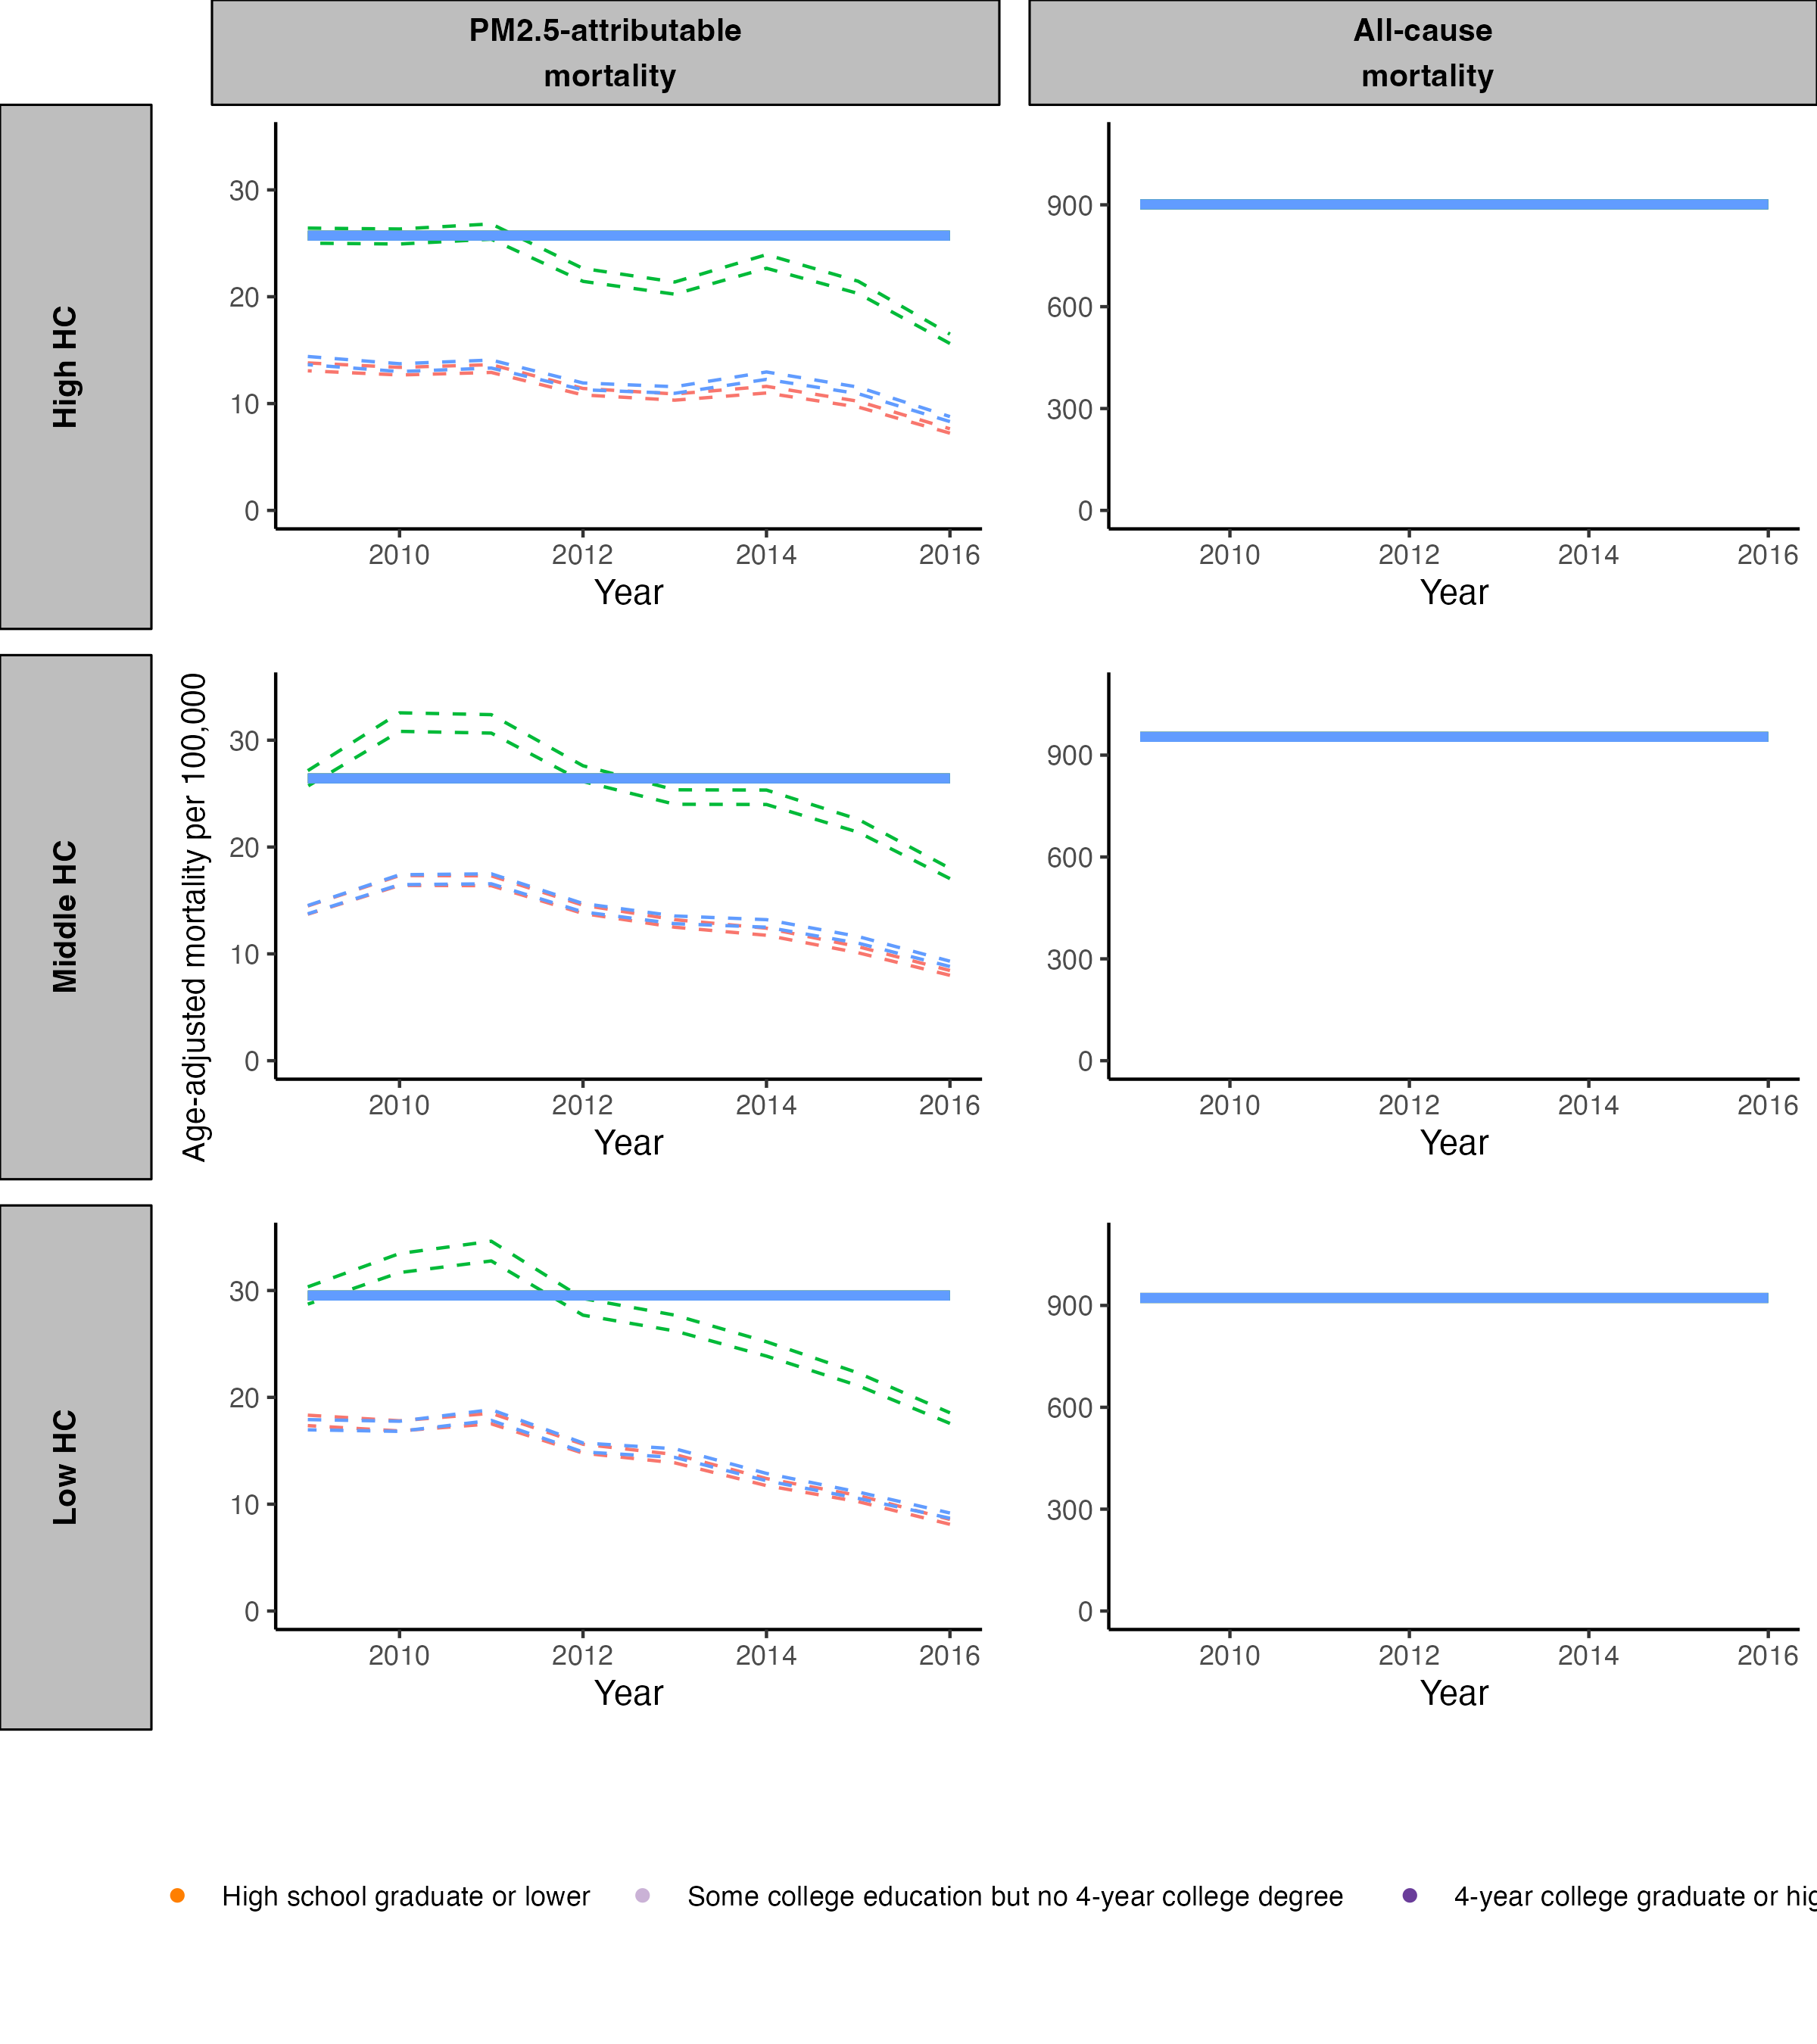 PM2.5-attributable
mortality
All-cause
mortality
High HC
30
20
10
0
2010 2012 2014 2016
Year
900
600
300
0
2010 2012 2014 2016
Year
Middle HC
Age-adjusted mortality per 100,000
30
20
10
0
2010 2012 2014 2016
Year
900
600
300
0
2010 2012 2014 2016
Year
Low HC
30
20
10
0
2010 2012 2014 2016
Year
900
600
300
0
2010 2012 2014 2016
Year
High school graduate or lower
Some college education but no 4-year college degree
4-year college graduate or hig